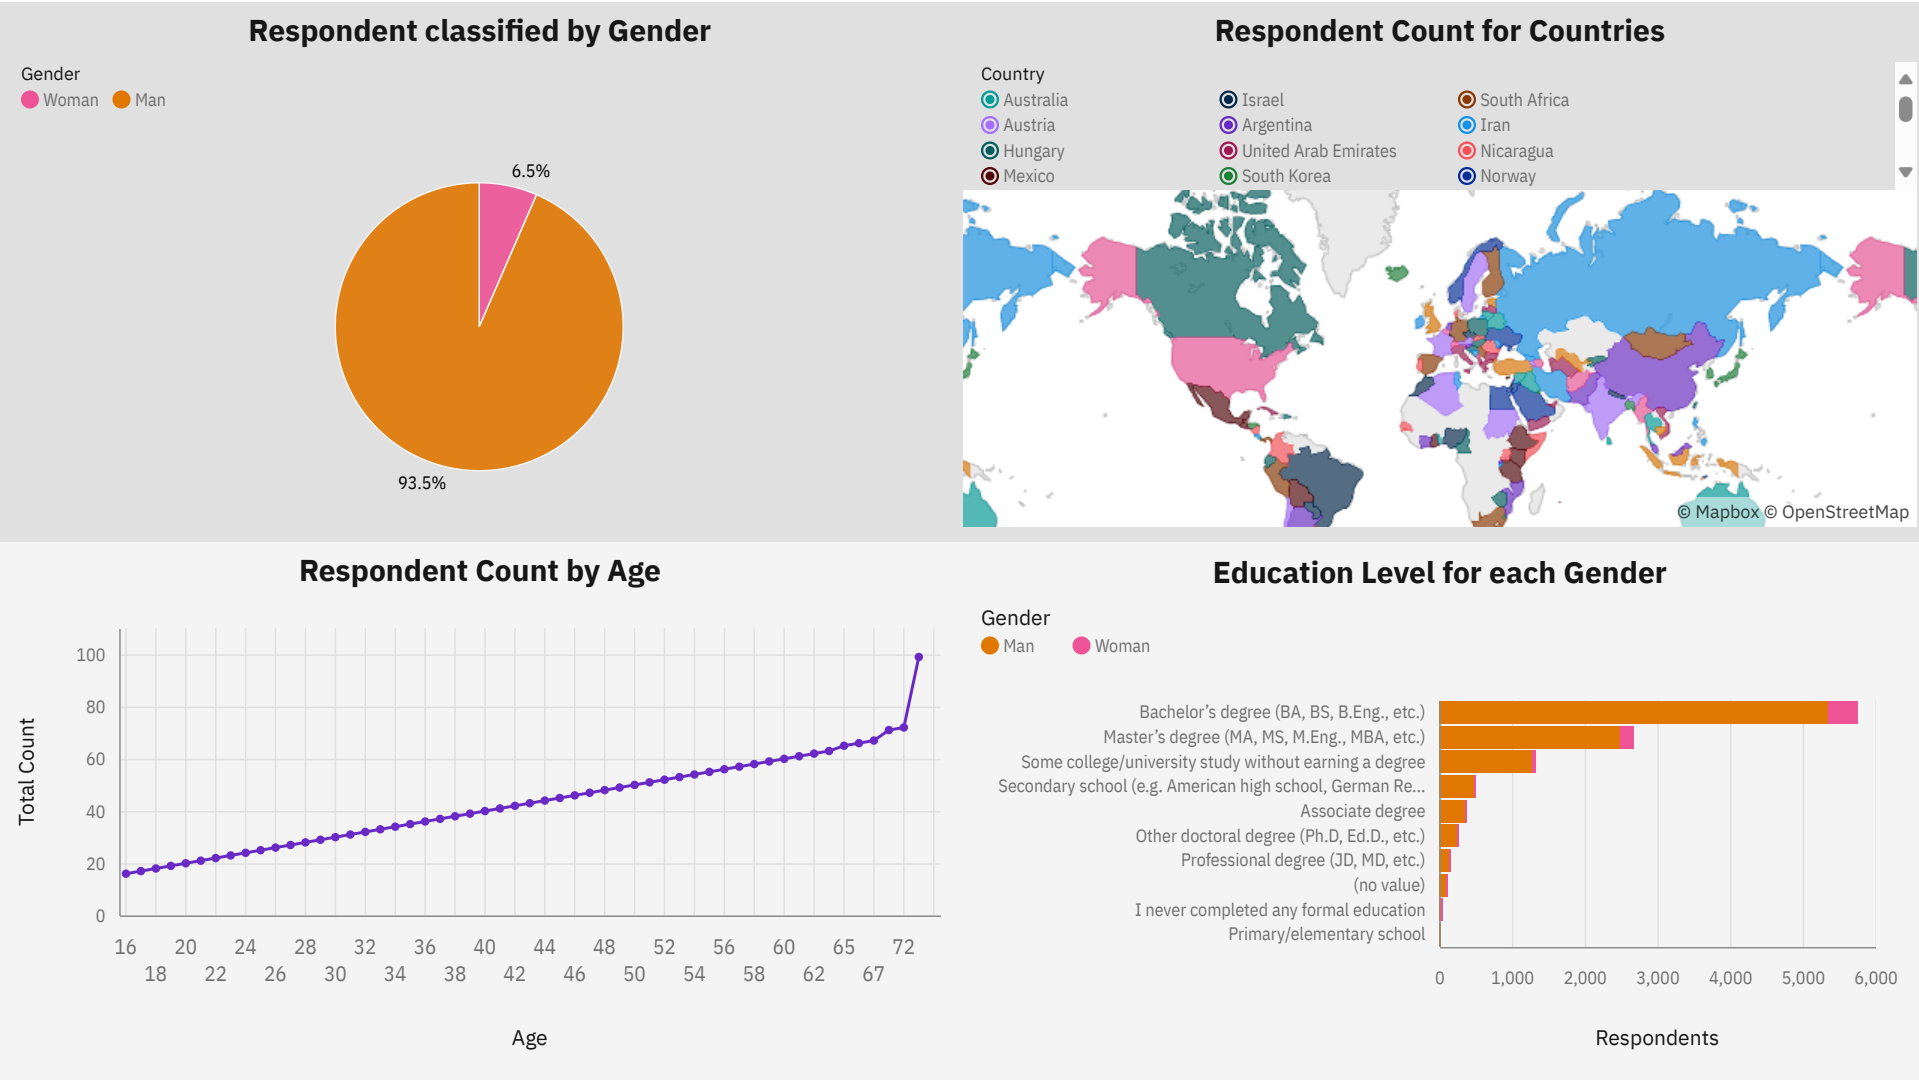 Respondent classified by Gender
Gender
Woman Man
6.5%
93.5%
Respondent Count for Countries
Country
Australia Israel South Africa
Austria Argentina Iran
Hungary United Arab Emirates Nicaragua
Mexico South Korea Norway
© Mapbox © OpenStreetMap
Respondent Count by Age
Total Count
100
80
60
40
20
0
16 20 24 28 32 36 40 44 48 52 56 60 65 72
18 22 26 30 34 38 42 46 50 54 58 62 67
Age
Education Level for each Gender
Gender
Man Woman
Bachelor’s degree (BA, BS, B.Eng., etc.)
Master’s degree (MA, MS, M.Eng., MBA, etc.)
Some college/university study without earning a degree
Secondary school (e.g. American high school, German Re...
Associate degree
Other doctoral degree (Ph.D, Ed.D., etc.)
Professional degree (JD, MD, etc.)
(no value)
I never completed any formal education
Primary/elementary school
0 1,000 2,000 3,000 4,000 5,000 6,000
Respondents